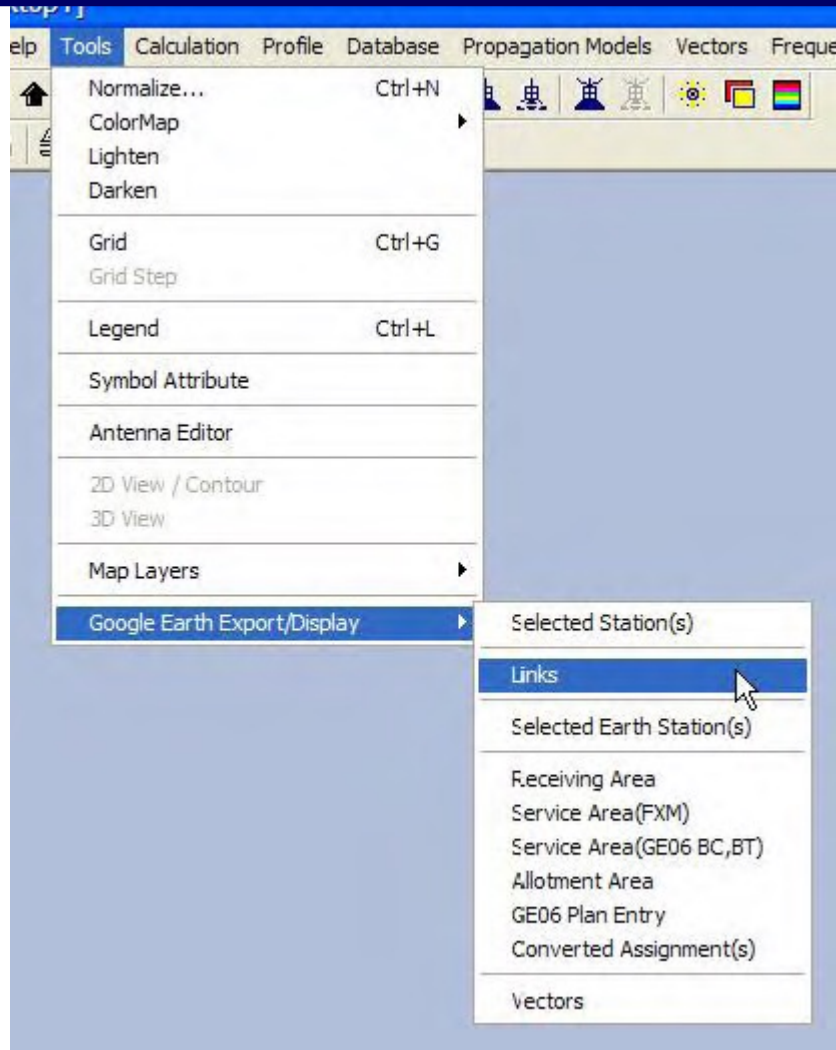 elp Tools Calculation Profile Database Propagation Models Vectors Freque
Normalize... Ctrl+N
ColorMap
Lighten
Darken
Grid Ctrl+G
Grid Step
Legend Ctrl+L
Symbol Attribute
Antenna Editor
2D View / Contour
3D View
Map Layers
Google Earth Export/Display
Selected Station(s)
Links
Selected Earth Station(s)
Receiving Area
Service Area(FXM)
Service Area(GE06 BC,BT)
Allotment Area
GE06 Plan Entry
Converted Assignment(s)
Vectors